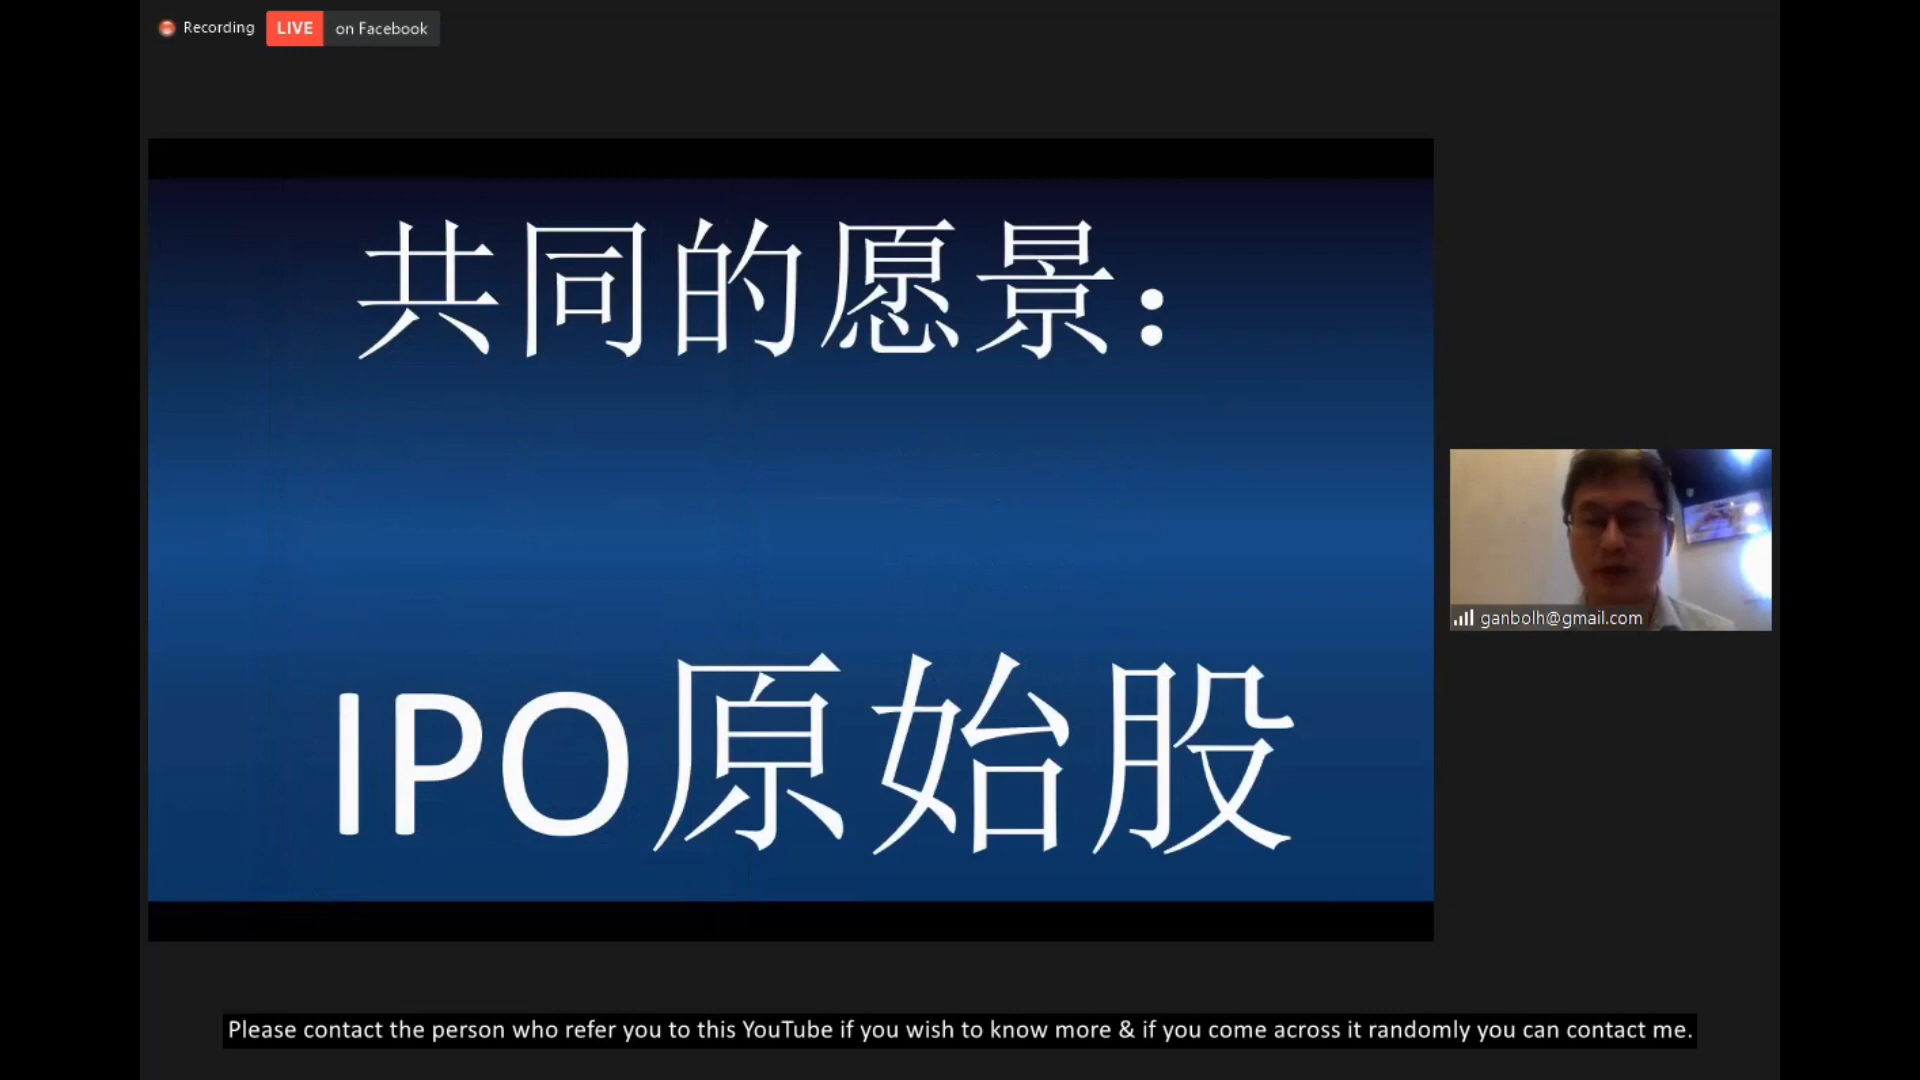 Recording LIVE on Facebook
共同的愿景：
IPO原始股
ganbolh@gmail.com
Please contact the person who refer you to this YouTube if you wish to know more & if you come across it randomly you can contact me.